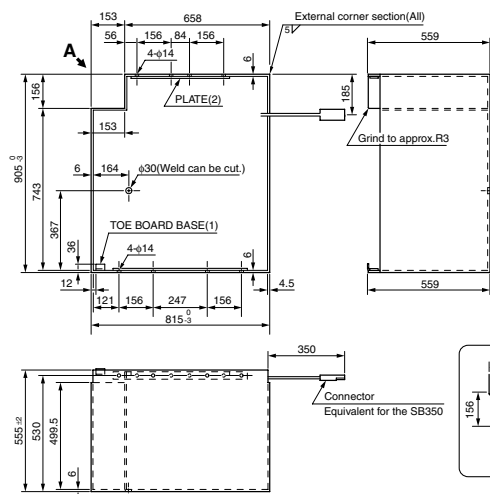 153
658
External corner section(All)
56
156
84
156
5
A
4-φ14
6
559
156
PLATE(2)
185
153
Grind to approx.R3
905 0 -3
6
164
φ30(Weld can be cut.)
743
367
TOE BOARD BASE(1)
36
4-φ14
6
12
4.5
559
121
156
247
156
815 0 -3
350
Connector
Equivalent for the SB350
555 ±2
530
499.5
156
6